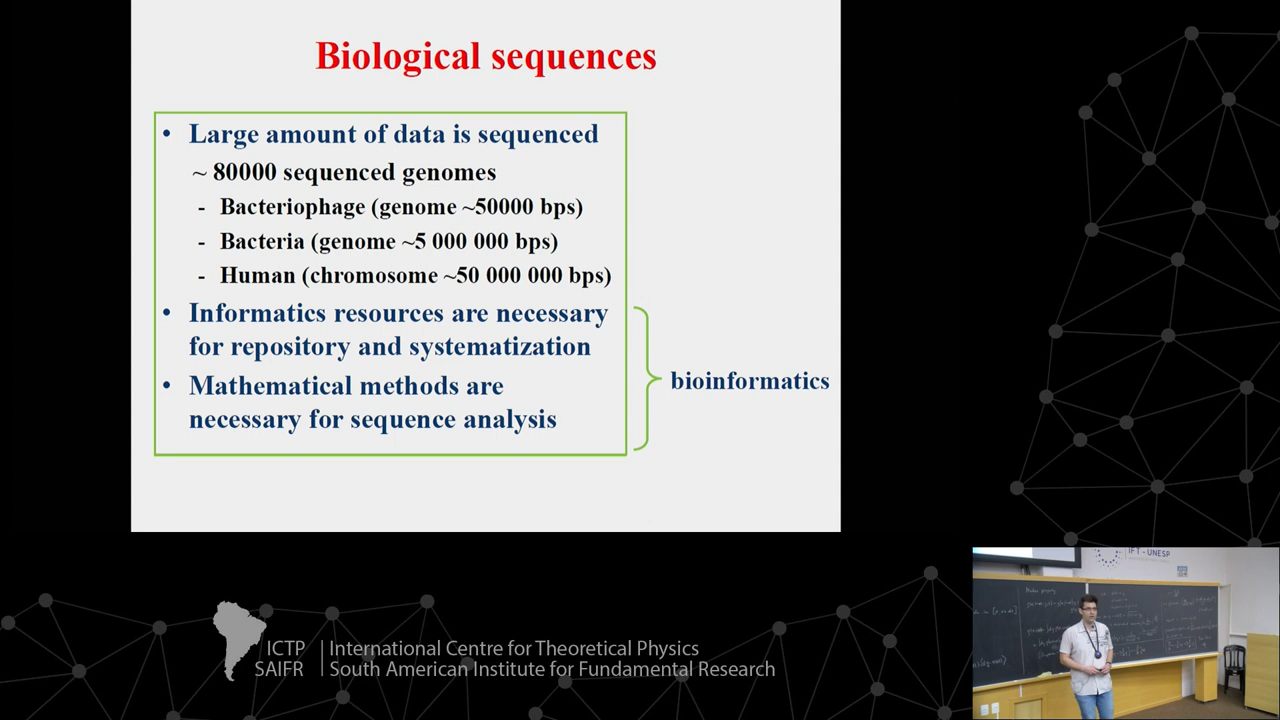 Biological sequences
• Large amount of data is sequenced
~ 80000 sequenced genomes
- Bacteriophage (genome ~50000 bps)
- Bacteria (genome ~5 000 000 bps)
- Human (chromosome ~50 000 000 bps)
• Informatics resources are necessary
for repository and systematization
• Mathematical methods are
necessary for sequence analysis
bioinformatics
ICTP
SAIFR
International Centre for Theoretical Physics
South American Institute for Fundamental Research
IFT - UNESP